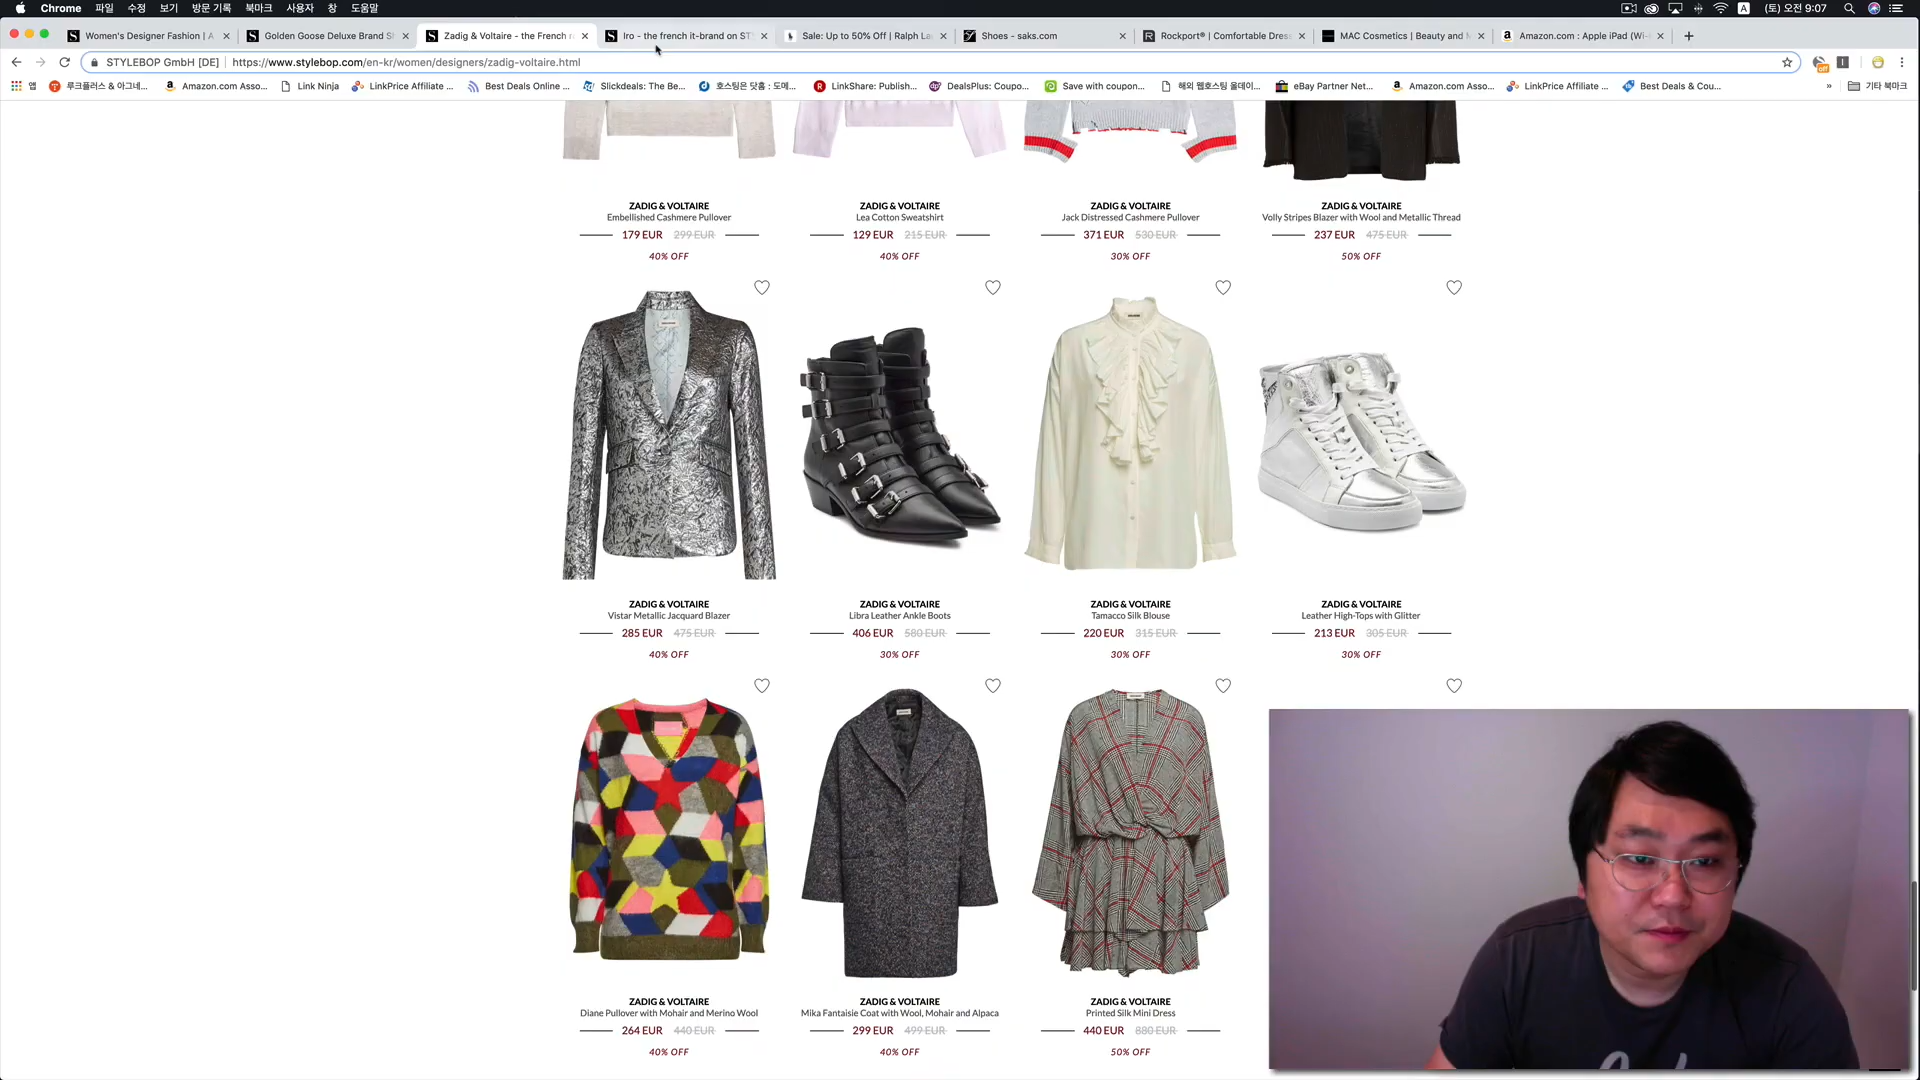 Chrome 파일 수정 보기 방문 기록 북마크 사용자 창 도움말
A (토) 오전 9:07
Women's Designer Fashion | A
Golden Goose Deluxe Brand S
Zadig & Voltaire - the French r
Iro - the french it-brand on ST
Sale: Up to 50% Off | Ralph La
Shoes - saks.com
Rockport® | Comfortable Dres
MAC Cosmetics | Beauty and M
Amazon.com : Apple iPad (Wi-
STYLEBOP GmbH [DE] https://www.stylebop.com/en-kr/women/designers/zadig-voltaire.html
off
앱 루크플러스 & 아그네... Amazon.com Asso... Link Ninja LinkPrice Affiliate ... Best Deals Online ... Slickdeals: The Be... 호스팅은 닷홈 : 도메... LinkShare: Publish... DealsPlus: Coupo... Save with coupon... 해외 웹호스팅 올데이... eBay Partner Net... Amazon.com Asso... LinkPrice Affiliate ... Best Deals & Cou... » 기타 북마크
ZADIG & VOLTAIRE
Embellished Cashmere Pullover
179 EUR 299 EUR
40% OFF
ZADIG & VOLTAIRE
Lea Cotton Sweatshirt
129 EUR 215 EUR
40% OFF
ZADIG & VOLTAIRE
Jack Distressed Cashmere Pullover
371 EUR 530 EUR
30% OFF
ZADIG & VOLTAIRE
Volly Stripes Blazer with Wool and Metallic Thread
237 EUR 475 EUR
50% OFF
ZADIG & VOLTAIRE
Vistar Metallic Jacquard Blazer
285 EUR 475 EUR
40% OFF
ZADIG & VOLTAIRE
Libra Leather Ankle Boots
406 EUR 580 EUR
30% OFF
ZADIG & VOLTAIRE
Tamacco Silk Blouse
220 EUR 315 EUR
30% OFF
ZADIG & VOLTAIRE
Leather High-Tops with Glitter
213 EUR 305 EUR
30% OFF
ZADIG & VOLTAIRE
Diane Pullover with Mohair and Merino Wool
264 EUR 440 EUR
40% OFF
ZADIG & VOLTAIRE
Mika Fantaisie Coat with Wool, Mohair and Alpaca
299 EUR 499 EUR
40% OFF
ZADIG & VOLTAIRE
Printed Silk Mini Dress
440 EUR 880 EUR
50% OFF